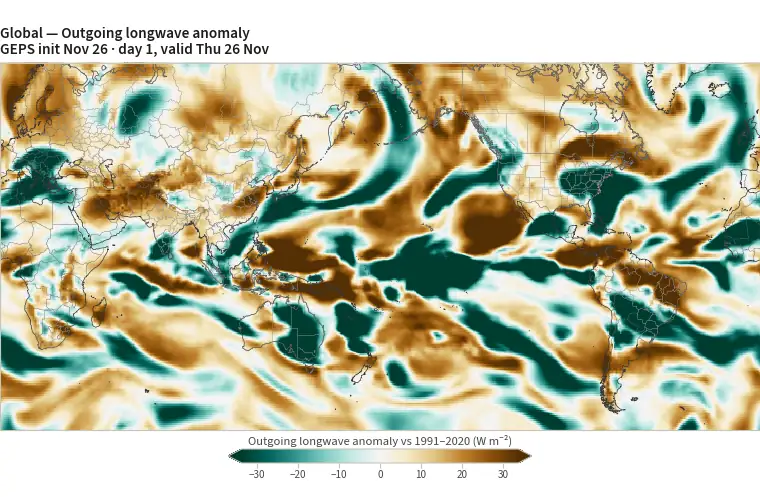 Global — Outgoing longwave anomaly
GEPS init Nov 26 · day 1, valid Thu 26 Nov
Outgoing longwave anomaly vs 1991–2020 (W m⁻²)
−30 −20 −10 0 10 20 30